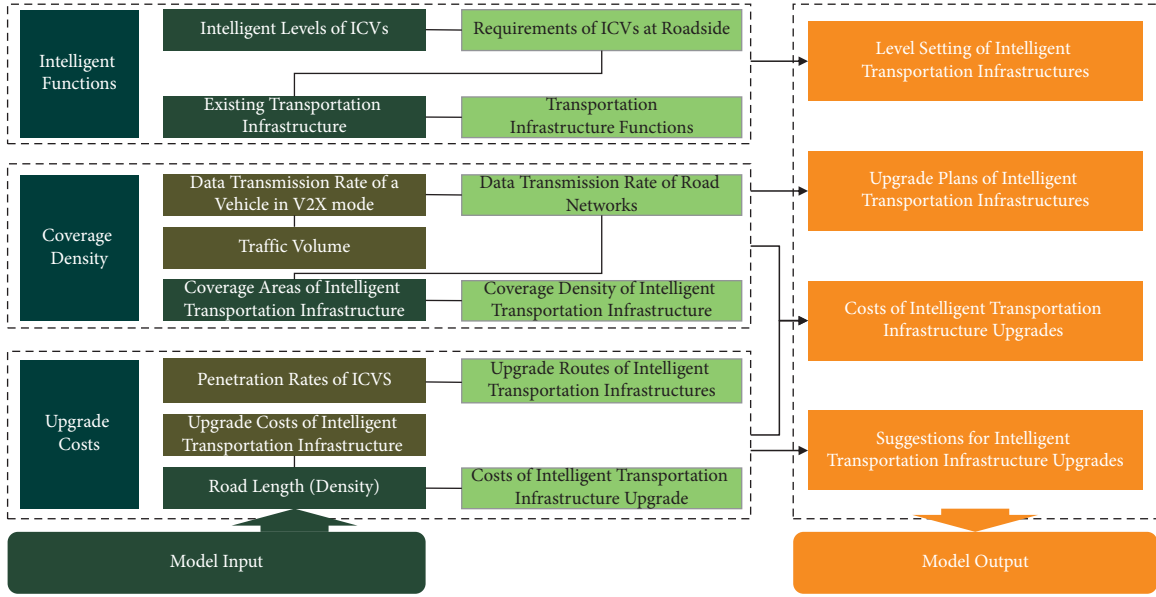 Intelligent
Functions
Intelligent Levels of ICVs
Requirements of ICVs at Roadside
Existing Transportation
Infrastructure
Transportation
Infrastructure Functions
Coverage
Density
Data Transmission Rate of a
Vehicle in V2X mode
Data Transmission Rate of Road
Networks
Traffic Volume
Coverage Areas of Intelligent
Transportation Infrastructure
Coverage Density of Intelligent
Transportation Infrastructure
Upgrade
Costs
Penetration Rates of ICVS
Upgrade Routes of Intelligent
Transportation Infrastructures
Upgrade Costs of Intelligent
Transportation Infrastructure
Road Length (Density)
Costs of Intelligent Transportation
Infrastructure Upgrade
Model Input
Level Setting of Intelligent
Transportation Infrastructures
Upgrade Plans of Intelligent
Transportation Infrastructures
Costs of Intelligent Transportation
Infrastructure Upgrades
Suggestions for Intelligent
Transportation Infrastructure Upgrades
Model Output